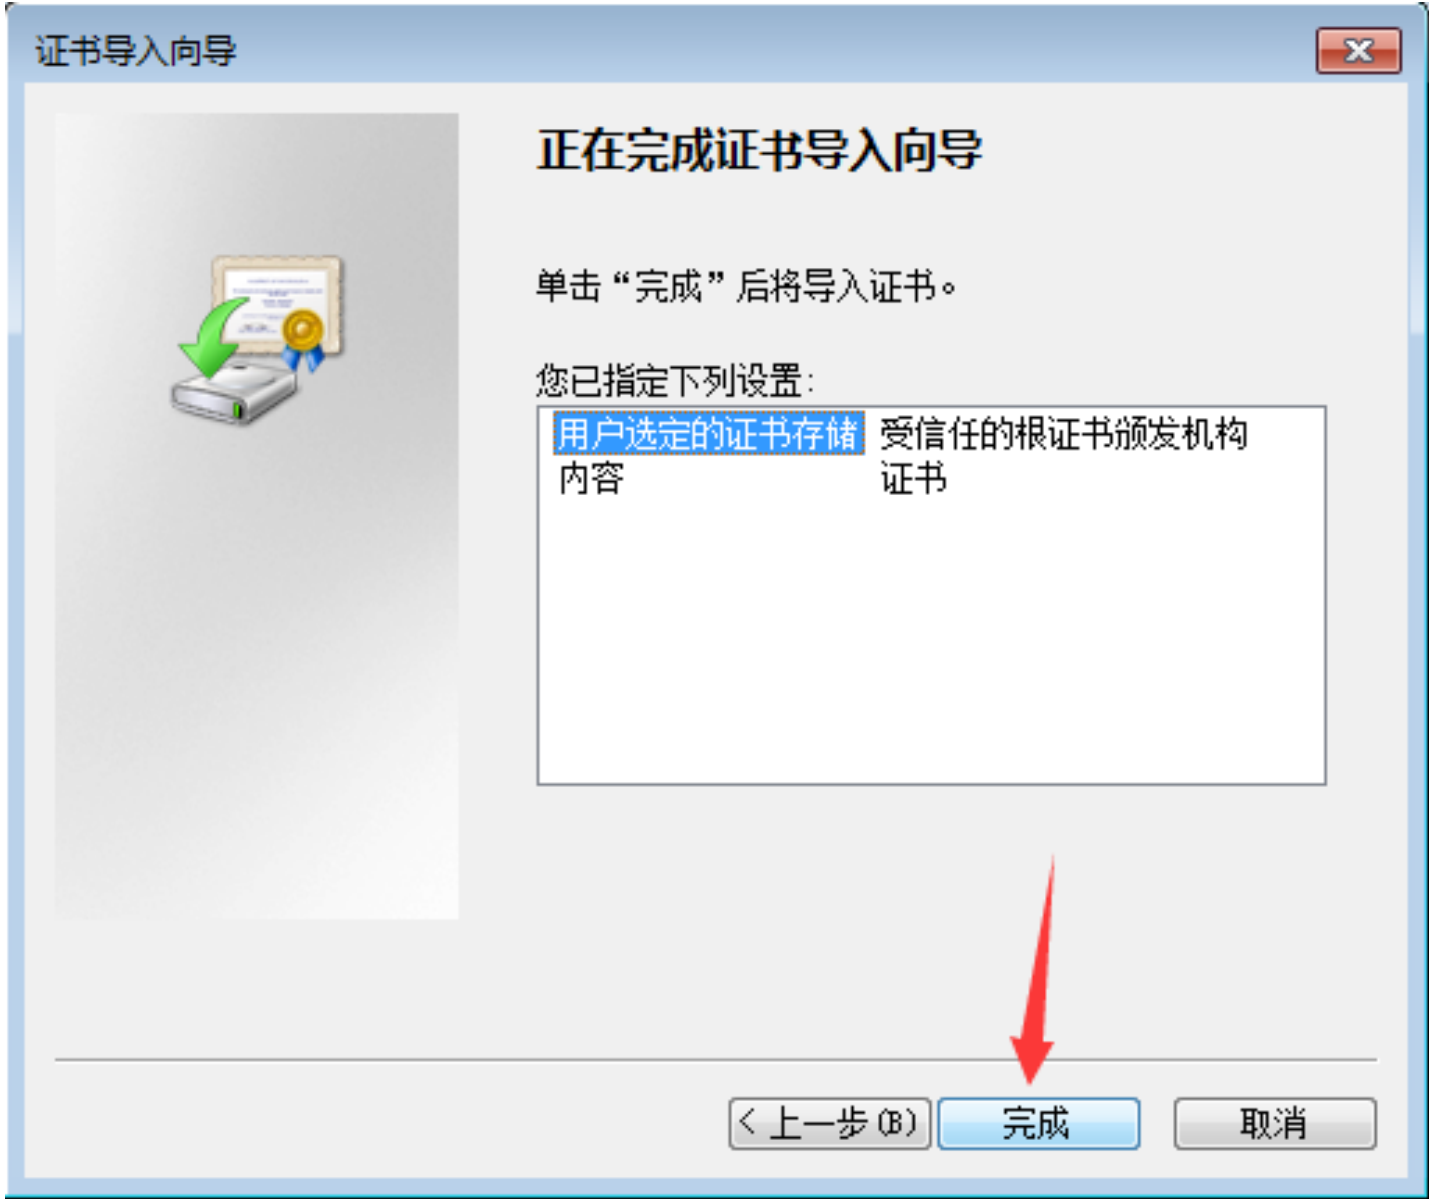 证书导入向导
正在完成证书导入向导
单击“完成”后将导入证书。
您已指定下列设置:
用户选定的证书存储 受信任的根证书颁发机构
内容 证书
< 上一步(B) 完成 取消